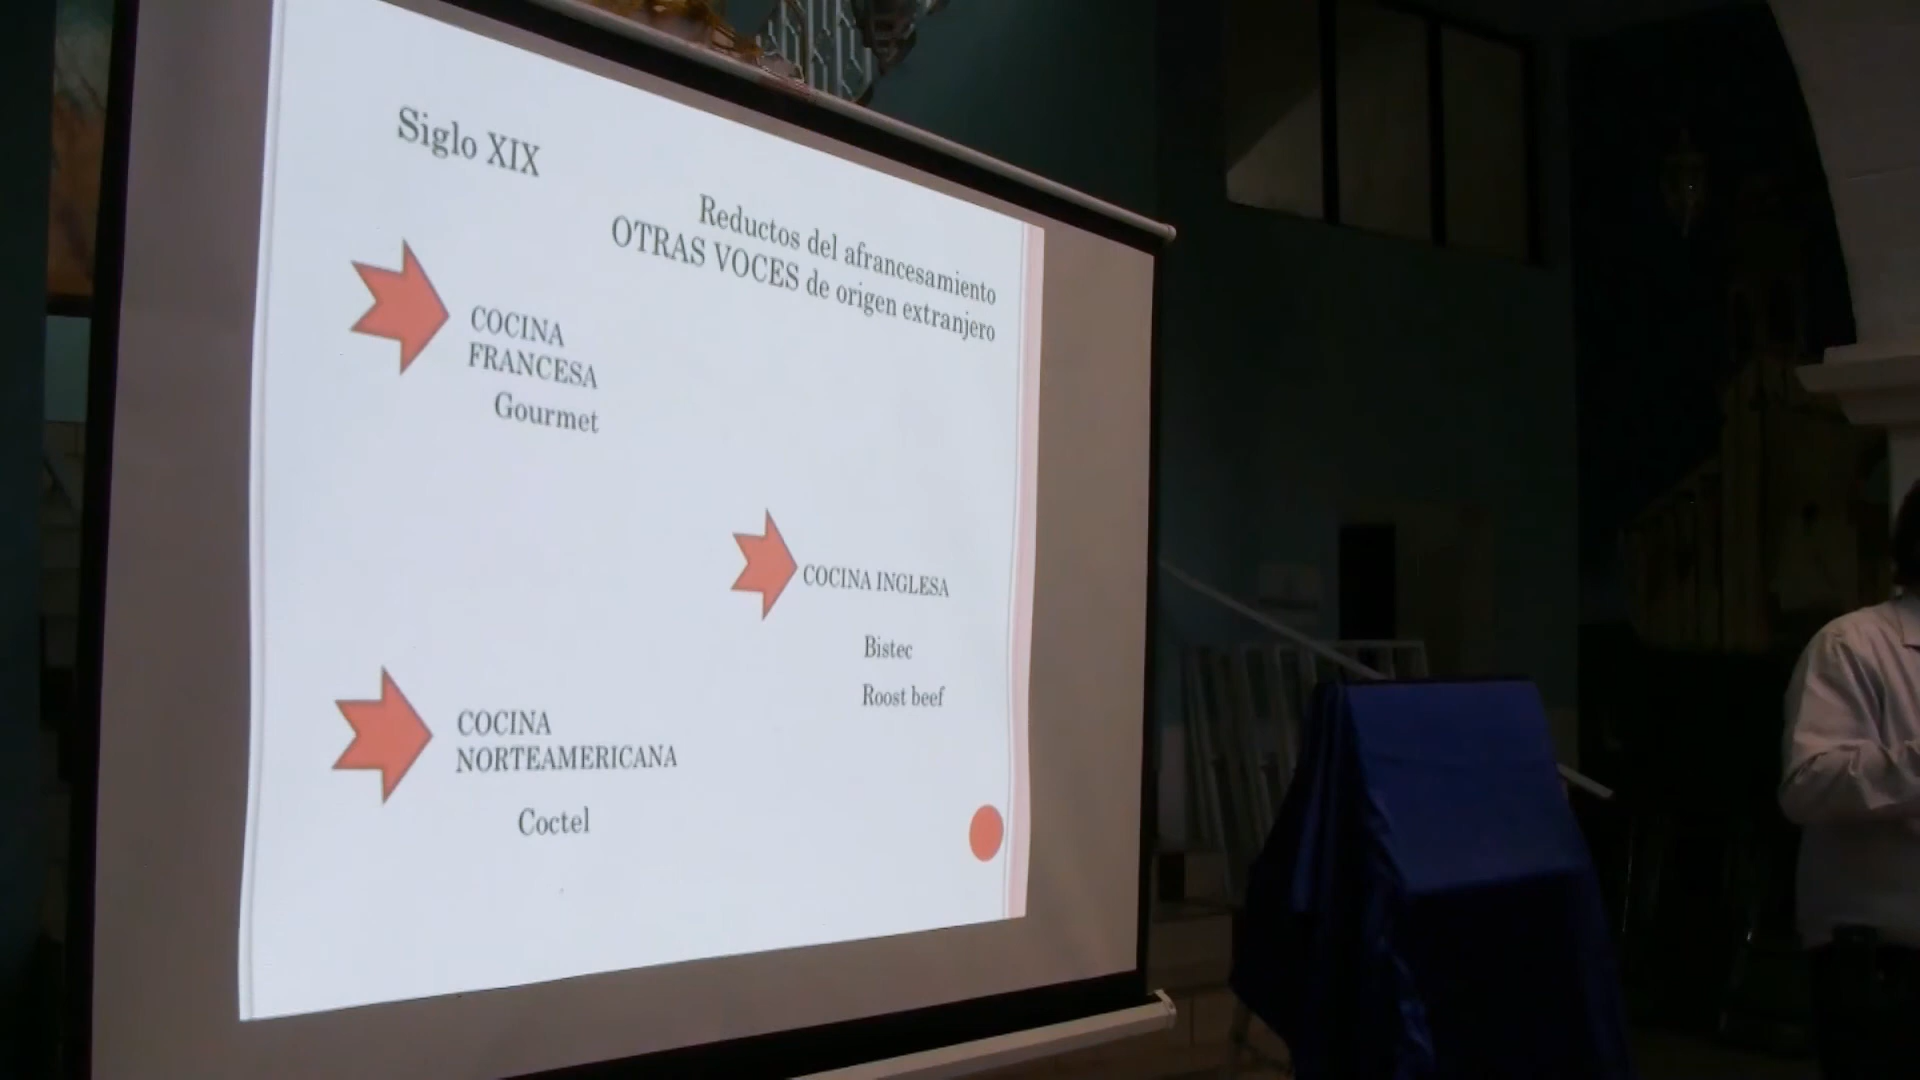 Siglo XIX
Reductos del afrancesamiento
OTRAS VOCES de origen extranjero
COCINA
FRANCESA
Gourmet
COCINA INGLESA
Bistec
Roost beef
COCINA
NORTEAMERICANA
Coctel